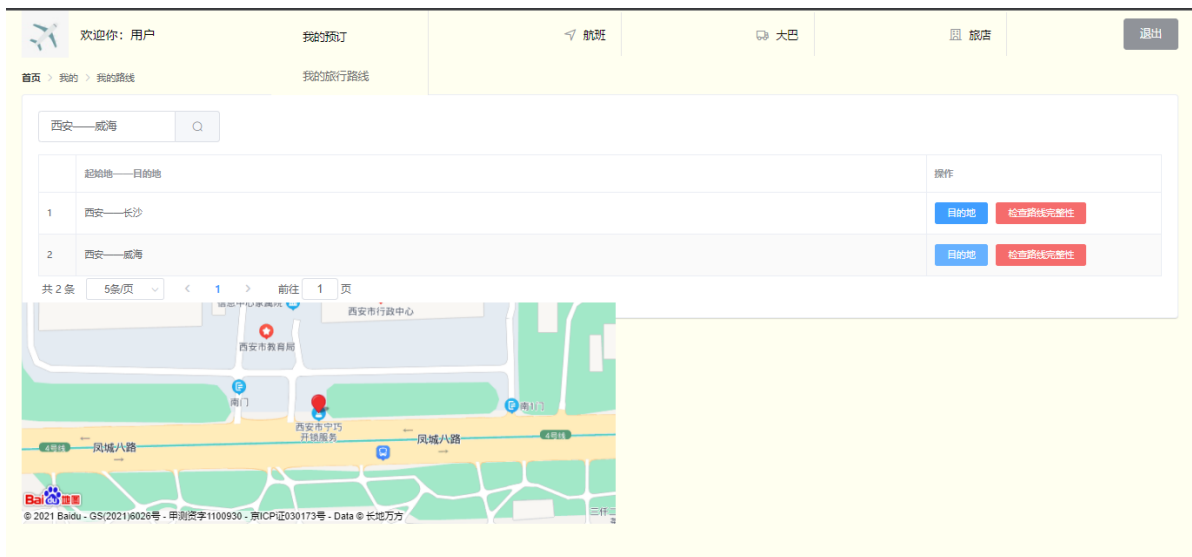 欢迎你：用户
我的预订
航班
大巴
旅店
退出
首页 > 我的 > 我的路线
我的旅行路线
西安——威海
起始地——目的地
操作
1
西安——长沙
目的地
检查路线完整性
2
西安——威海
目的地
检查路线完整性
共 2 条
5条/页
<
1
>
前往
1
页
西安市行政中心
西安市教育局
南门
南门
西安市宁巧
开锁服务
4号线
凤城八路
凤城八路
4号线
Bai du 地图
© 2021 Baidu - GS(2021)6026号 - 甲测资字1100930 - 京ICP证030173号 - Data © 长地万方